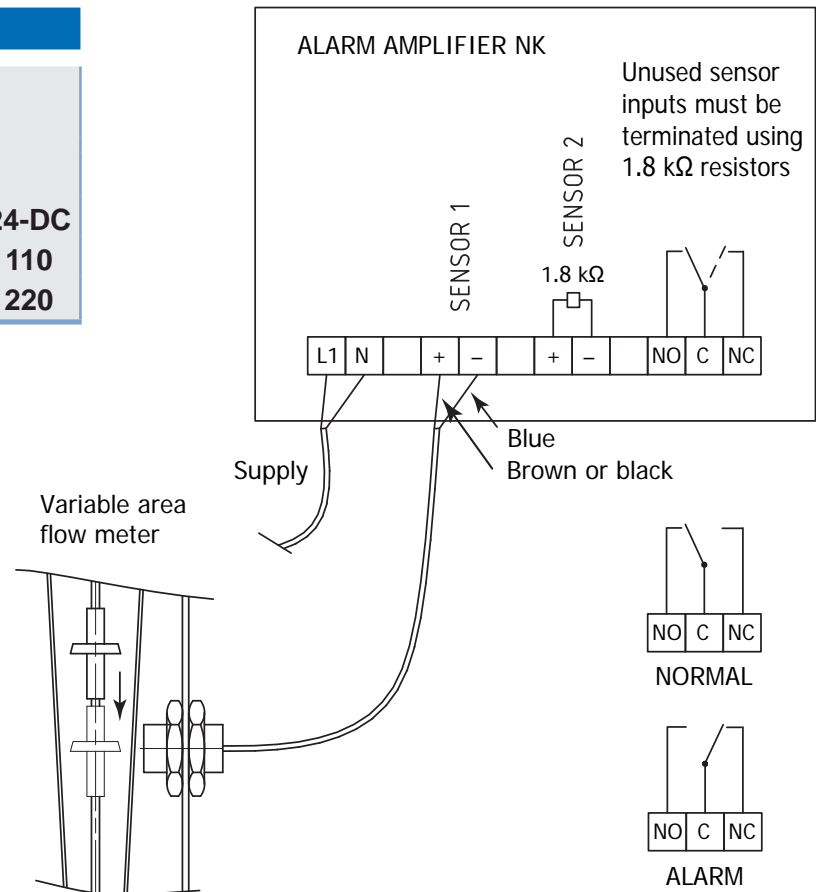 24-DC
110
220
ALARM AMPLIFIER NK
Unused sensor
inputs must be
terminated using
1.8 kΩ resistors
SENSOR 1
SENSOR 2
1.8 kΩ
L1 N + – + – NO C NC
Blue
Brown or black
Supply
Variable area
flow meter
NO C NC
NORMAL
NO C NC
ALARM